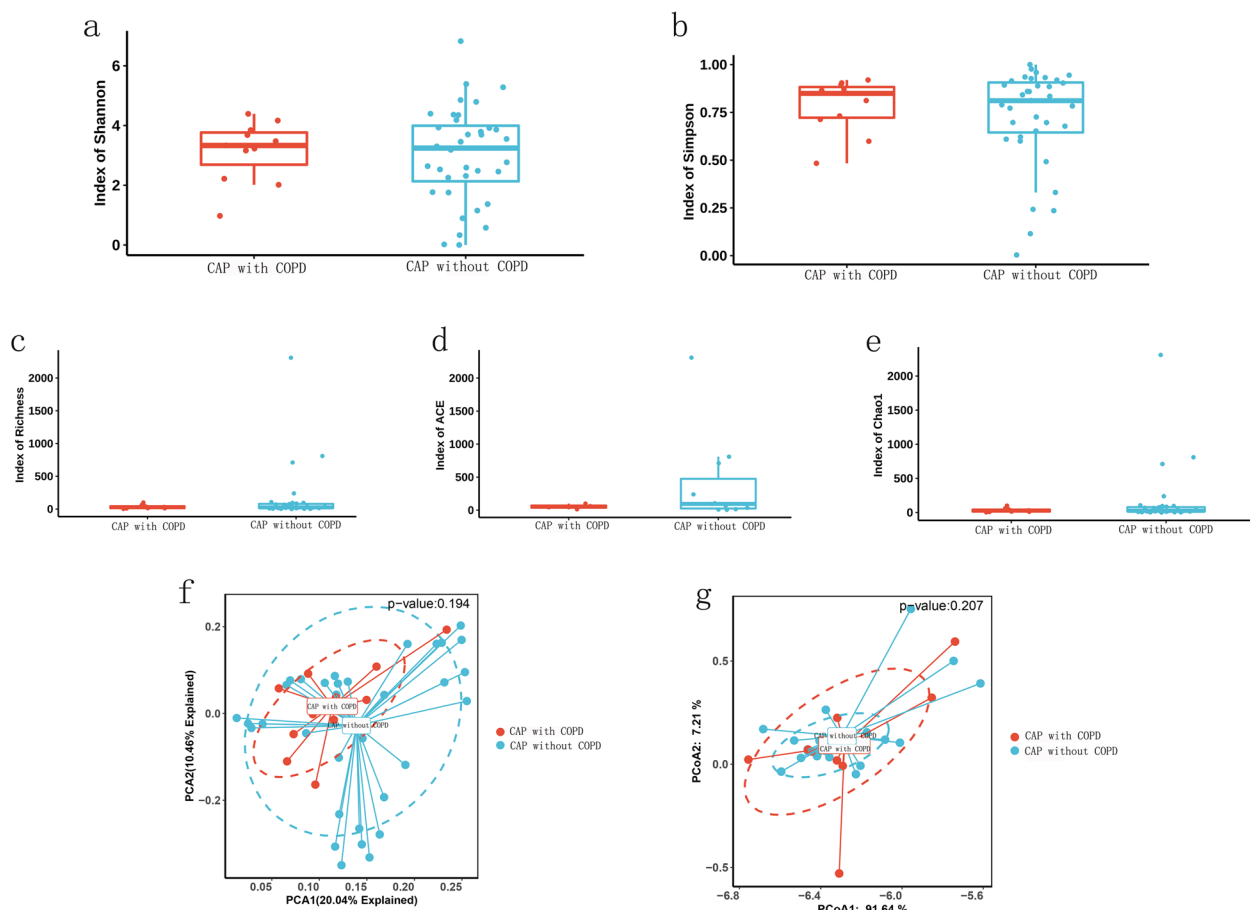 a
Index of Shannon
6
4
2
0
CAP with COPD
CAP without COPD
b
Index of Simpson
1.00
0.75
0.50
0.25
0.00
CAP with COPD
CAP without COPD
c
Index of Richness
2000
1500
1000
500
0
CAP with COPD
CAP without COPD
d
Index of ACE
2000
1500
1000
500
0
CAP with COPD
CAP without COPD
e
Index of Chao1
2000
1500
1000
500
0
CAP with COPD
CAP without COPD
f
p-value:0.194
PCA2(10.46% Explained)
0.2
0.0
−0.2
CAP with COPD
CAP without COPD
0.05
0.10
0.15
0.20
0.25
PCA1(20.04% Explained)
CAP with COPD
CAP without COPD
g
p-value:0.207
PCoA2: 7.21 %
0.5
0.0
−0.5
CAP without COPD
CAP with COPD
−6.8
−6.4
−6.0
−5.6
PCoA1: 91.64 %
CAP with COPD
CAP without COPD